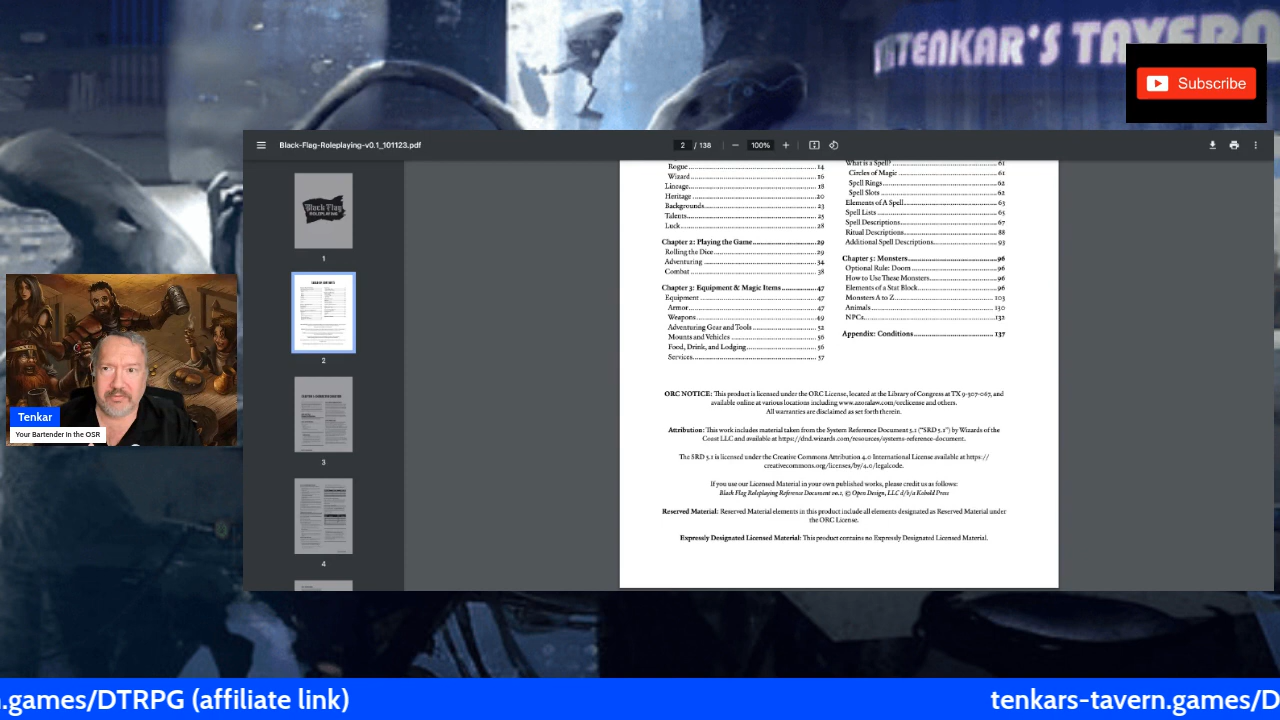 TENKAR'S TAVERN
Subscribe
Black-Flag-Roleplaying-v0.1_101123.pdf
2 / 138
100%
Black Flag
ROLEPLAYING
1
2
3
4
Rogue 14
Wizard 16
Lineage 18
Heritage 20
Backgrounds 23
Talents 25
Luck 28
Chapter 2: Playing the Game 29
Rolling the Dice 29
Adventuring 34
Combat 38
Chapter 3: Equipment & Magic Items 47
Equipment 47
Armor 47
Weapons 49
Adventuring Gear and Tools 52
Mounts and Vehicles 56
Food, Drink, and Lodging 56
Services 57
What is a Spell? 61
Circles of Magic 61
Spell Rings 62
Spell Slots 62
Elements of A Spell 63
Spell Lists 65
Spell Descriptions 67
Ritual Descriptions 88
Additional Spell Descriptions 93
Chapter 5: Monsters 96
Optional Rule: Doom 96
How to Use These Monsters 96
Elements of a Stat Block 96
Monsters A to Z 103
Animals 130
NPCs 132
Appendix: Conditions 137
ORC NOTICE: This product is licensed under the ORC License, located at the Library of Congress at TX 9-307-067, and
available online at various locations including www.azoralaw.com/orclicense and others.
All warranties are disclaimed as set forth therein.
Attribution: This work includes material taken from the System Reference Document 5.1 ("SRD 5.1") by Wizards of the
Coast LLC and available at https://dnd.wizards.com/resources/systems-reference-document.
The SRD 5.1 is licensed under the Creative Commons Attribution 4.0 International License available at https://
creativecommons.org/licenses/by/4.0/legalcode.
If you use our Licensed Material in your own published works, please credit us as follows:
Black Flag Roleplaying Reference Document v0.1, © Open Design, LLC d/b/a Kobold Press
Reserved Material: Reserved Material elements in this product include all elements designated as Reserved Material under
the ORC License.
Expressly Designated Licensed Material: This product contains no Expressly Designated Licensed Material.
Tenkar
Your Bartender In the OSR
n.games/DTRPG (affiliate link)
tenkars-tavern.games/D